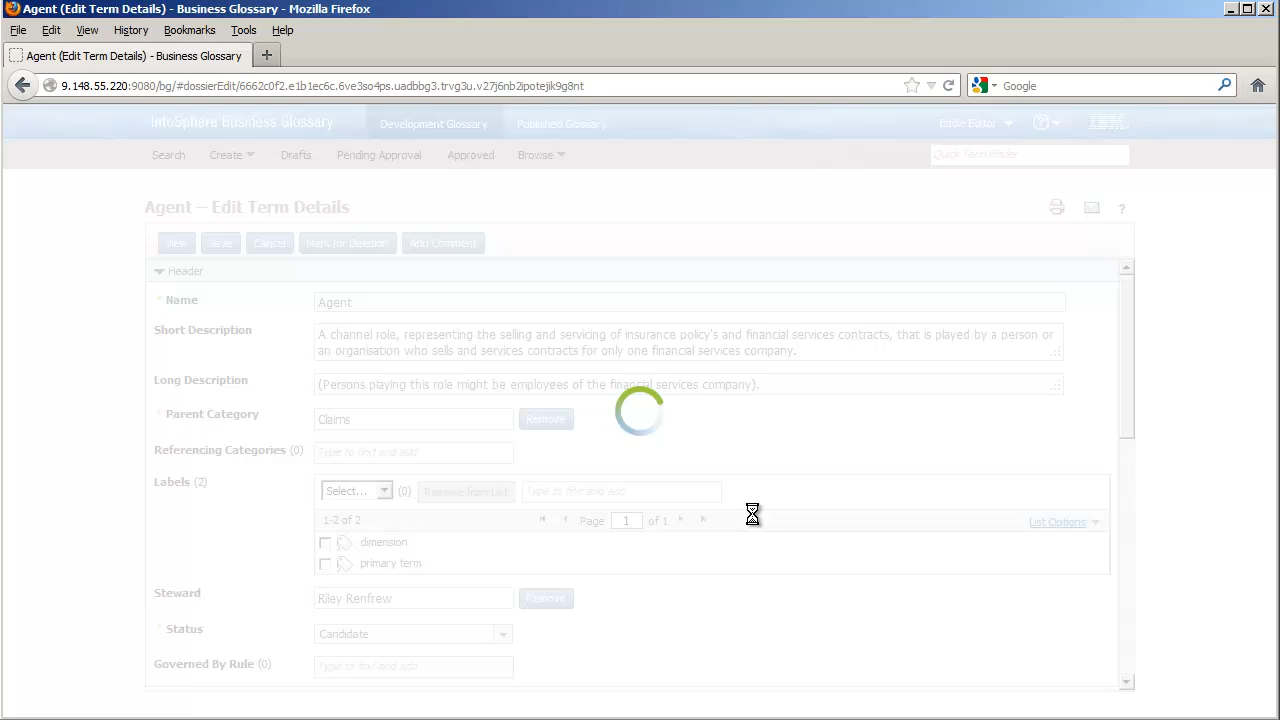 Agent (Edit Term Details) - Business Glossary - Mozilla Firefox
File Edit View History Bookmarks Tools Help
Agent (Edit Term Details) - Business Glossary
9.148.55.220:9080/bg/#dossierEdit/6662c0f2.e1b1ec6c.6ve3so4ps.uadbbg3.trvg3u.v27j6nb2ipotejik9g8nt
Google
InfoSphere Business Glossary Development Glossary Published Glossary Eddie Editor ? IBM.
Search Create Drafts Pending Approval Approved Browse Quick Term Finder
Agent – Edit Term Details ?
View Save Cancel Mark for Deletion Add Comment
Header
* Name Agent
Short Description A channel role, representing the selling and servicing of insurance policy's and financial services contracts, that is played by a person or
an organisation who sells and services contracts for only one financial services company.
Long Description (Persons playing this role might be employees of the financial services company).
* Parent Category Claims Remove
Referencing Categories (0) Type to find and add
Labels (2) Select... (0) Remove from List Type to find and add
1-2 of 2 Page 1 of 1 List Options
dimension
primary term
Steward Riley Renfrew Remove
* Status Candidate
Governed By Rule (0) Type to find and add